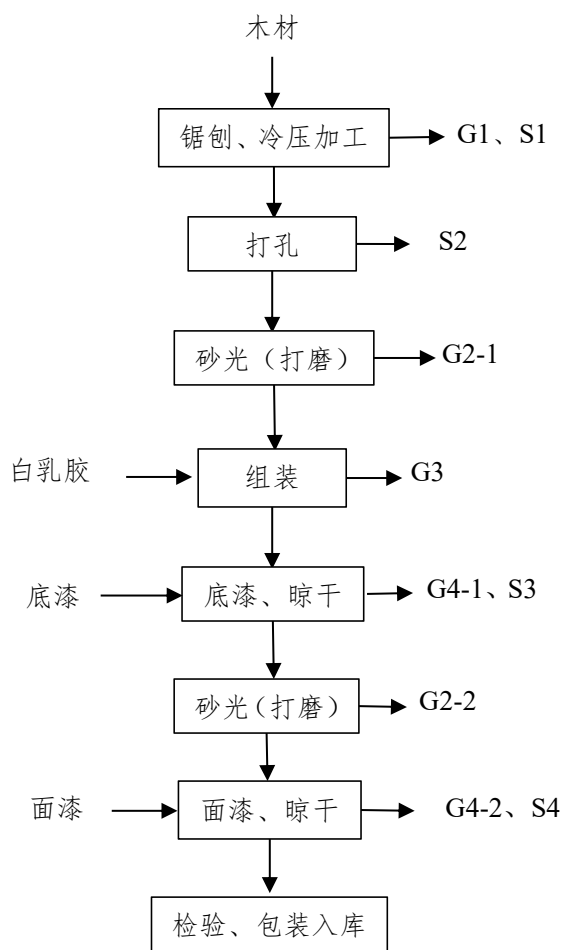 木材
锯刨、冷压加工
G1、S1
打孔
S2
砂光（打磨）
G2-1
白乳胶
组装
G3
底漆
底漆、晾干
G4-1、S3
砂光（打磨）
G2-2
面漆
面漆、晾干
G4-2、S4
检验、包装入库